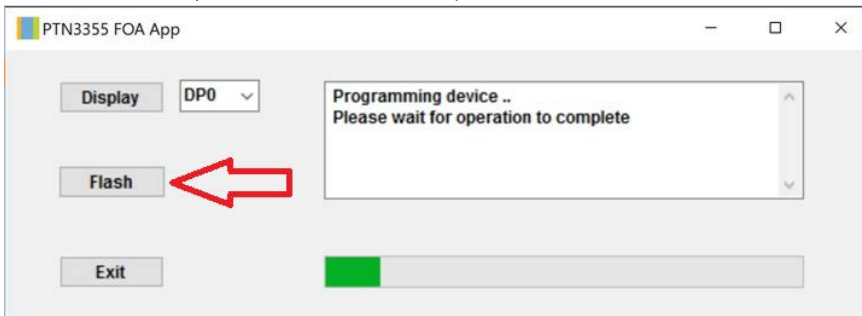 PTN3355 FOA App
Display
DP0
Programming device ..
Please wait for operation to complete
Flash
Exit